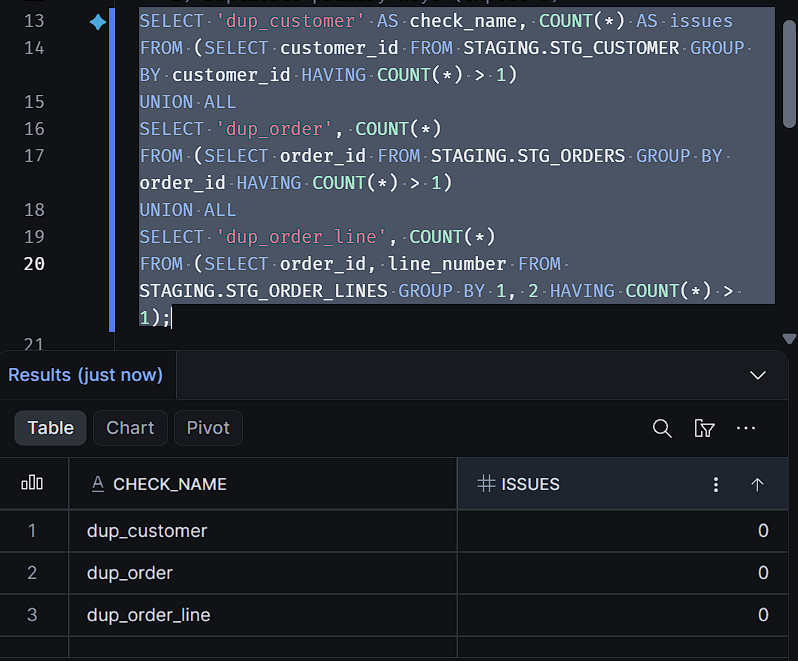 13 SELECT 'dup_customer' AS check_name, COUNT(*) AS issues
14 FROM (SELECT customer_id FROM STAGING.STG_CUSTOMER GROUP
BY customer_id HAVING COUNT(*) > 1)
15 UNION ALL
16 SELECT 'dup_order', COUNT(*)
17 FROM (SELECT order_id FROM STAGING.STG_ORDERS GROUP BY
order_id HAVING COUNT(*) > 1)
18 UNION ALL
19 SELECT 'dup_order_line', COUNT(*)
20 FROM (SELECT order_id, line_number FROM
STAGING.STG_ORDER_LINES GROUP BY 1, 2 HAVING COUNT(*) >
1);
21
Results (just now)
Table Chart Pivot
A CHECK_NAME # ISSUES
1 dup_customer 0
2 dup_order 0
3 dup_order_line 0